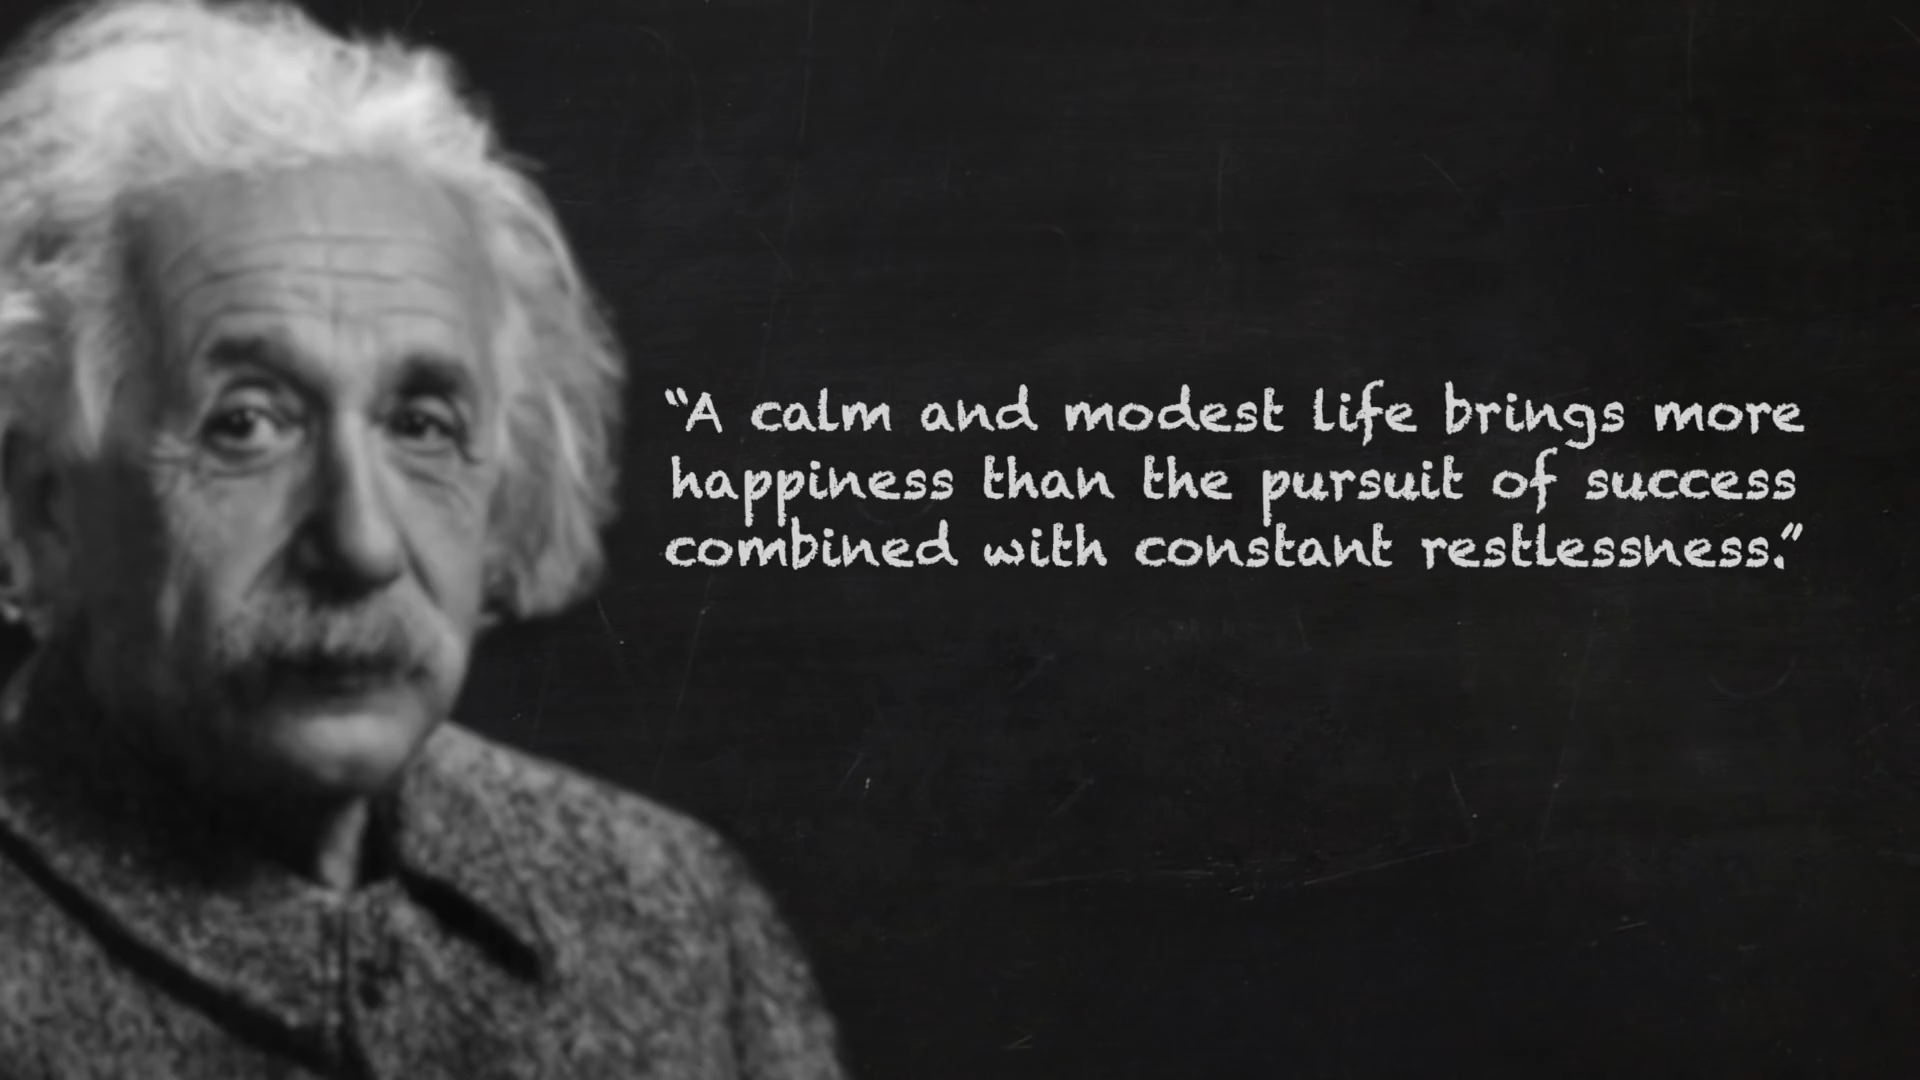 “A calm and modest life brings more
happiness than the pursuit of success
combined with constant restlessness.”